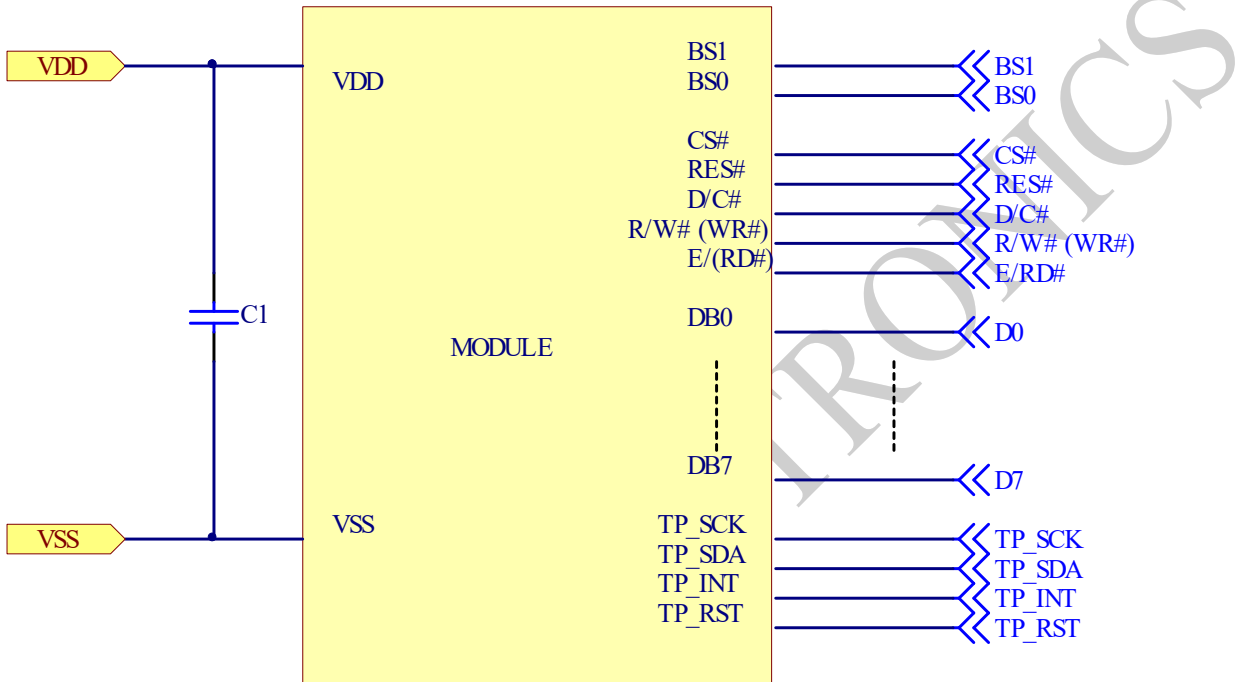 VDD
VSS
C1
VDD
VSS
MODULE
BS1
BS0
CS#
RES#
D/C#
R/W# (WR#)
E/(RD#)
DB0
DB7
TP_SCK
TP_SDA
TP_INT
TP_RST
BS1
BS0
CS#
RES#
D/C#
R/W# (WR#)
E/RD#
D0
D7
TP_SCK
TP_SDA
TP_INT
TP_RST
TRONICS